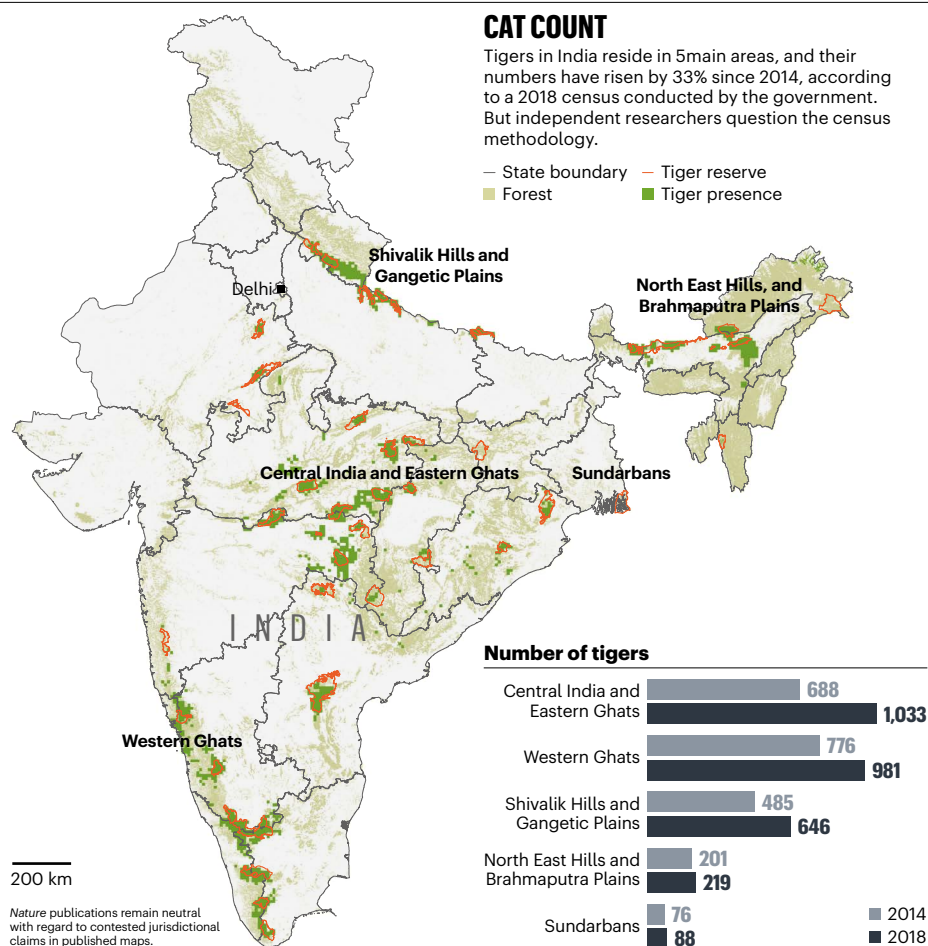 CAT COUNT
Tigers in India reside in 5main areas, and their
numbers have risen by 33% since 2014, according
to a 2018 census conducted by the government.
But independent researchers question the census
methodology.
State boundary
Tiger reserve
Forest
Tiger presence
Shivalik Hills and
Gangetic Plains
Delhi
North East Hills, and
Brahmaputra Plains
Central India and Eastern Ghats
Sundarbans
INDIA
Western Ghats
200 km
Nature publications remain neutral
with regard to contested jurisdictional
claims in published maps.
Number of tigers
Central India and
Eastern Ghats
688
1,033
Western Ghats
776
981
Shivalik Hills and
Gangetic Plains
485
646
North East Hills and
Brahmaputra Plains
201
219
Sundarbans
76
88
2014
2018